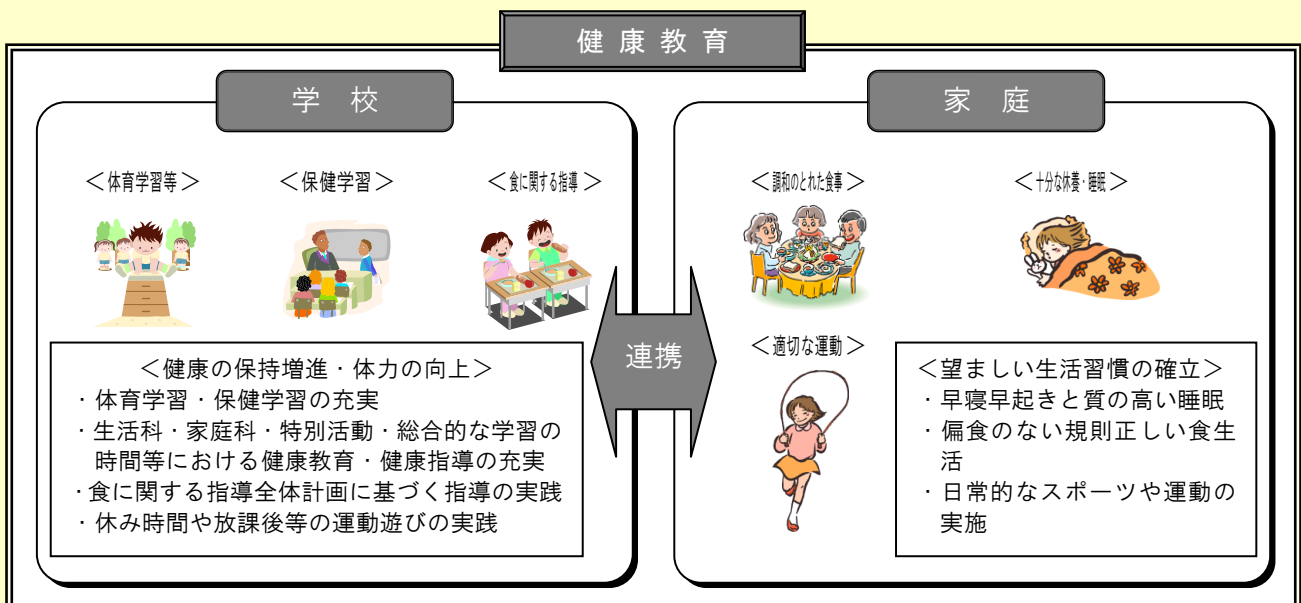 健康教育
学校
家庭
＜体育学習等＞
＜保健学習＞
＜食に関する指導＞
＜健康の保持増進・体力の向上＞
・体育学習・保健学習の充実
・生活科・家庭科・特別活動・総合的な学習の
時間等における健康教育・健康指導の充実
・食に関する指導全体計画に基づく指導の実践
・休み時間や放課後等の運動遊びの実践
連携
＜調和のとれた食事＞
＜十分な休養・睡眠＞
＜適切な運動＞
＜望ましい生活習慣の確立＞
・早寝早起きと質の高い睡眠
・偏食のない規則正しい食生
活
・日常的なスポーツや運動の
実施